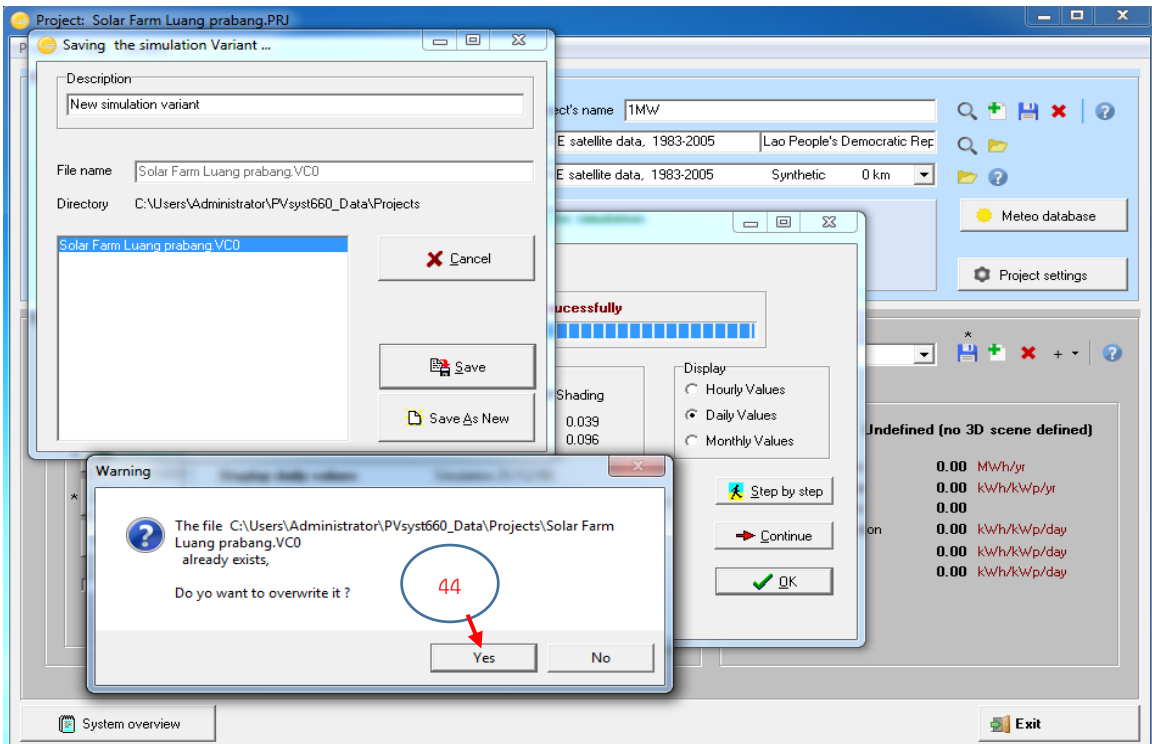 Project: Solar Farm Luang prabang.PRJ
Saving the simulation Variant ...
Description
New simulation variant
ect's name 1MW
E satellite data, 1983-2005 Lao People's Democratic Rep
File name Solar Farm Luang prabang.VC0
E satellite data, 1983-2005 Synthetic 0 km
Directory C:\Users\Administrator\PVsyst660_Data\Projects
Meteo database
Solar Farm Luang prabang.VC0
Cancel
Project settings
ucessfully
Save
Display
Shading
Hourly Values
Save As New
0.039
Daily Values
0.096
Monthly Values
Undefined (no 3D scene defined)
Warning
0.00 MWh/yr
Step by step
0.00 kWh/kWp/yr
0.00
The file C:\Users\Administrator\PVsyst660_Data\Projects\Solar Farm
Luang prabang.VC0
already exists,
Do yo want to overwrite it ?
44
Continue
on 0.00 kWh/kWp/day
0.00 kWh/kWp/day
0.00 kWh/kWp/day
OK
Yes
No
System overview
Exit